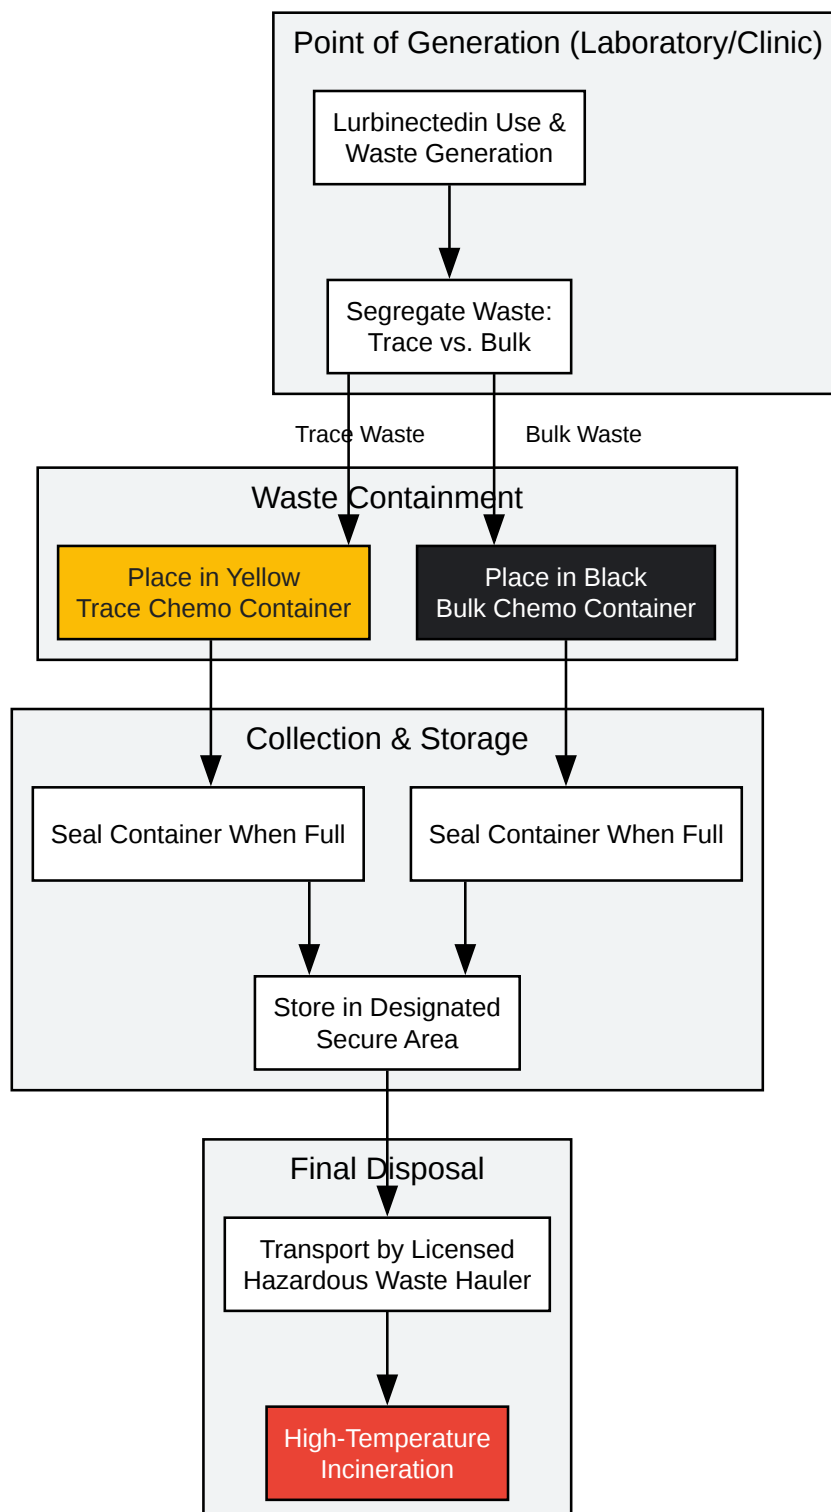 Point of Generation (Laboratory/Clinic)
Lurbinectedin Use &
Waste Generation
Segregate Waste:
Trace vs. Bulk
Trace Waste
Bulk Waste
Waste Containment
Place in Yellow
Trace Chemo Container
Place in Black
Bulk Chemo Container
Collection & Storage
Seal Container When Full
Seal Container When Full
Store in Designated
Secure Area
Final Disposal
Transport by Licensed
Hazardous Waste Hauler
High-Temperature
Incineration